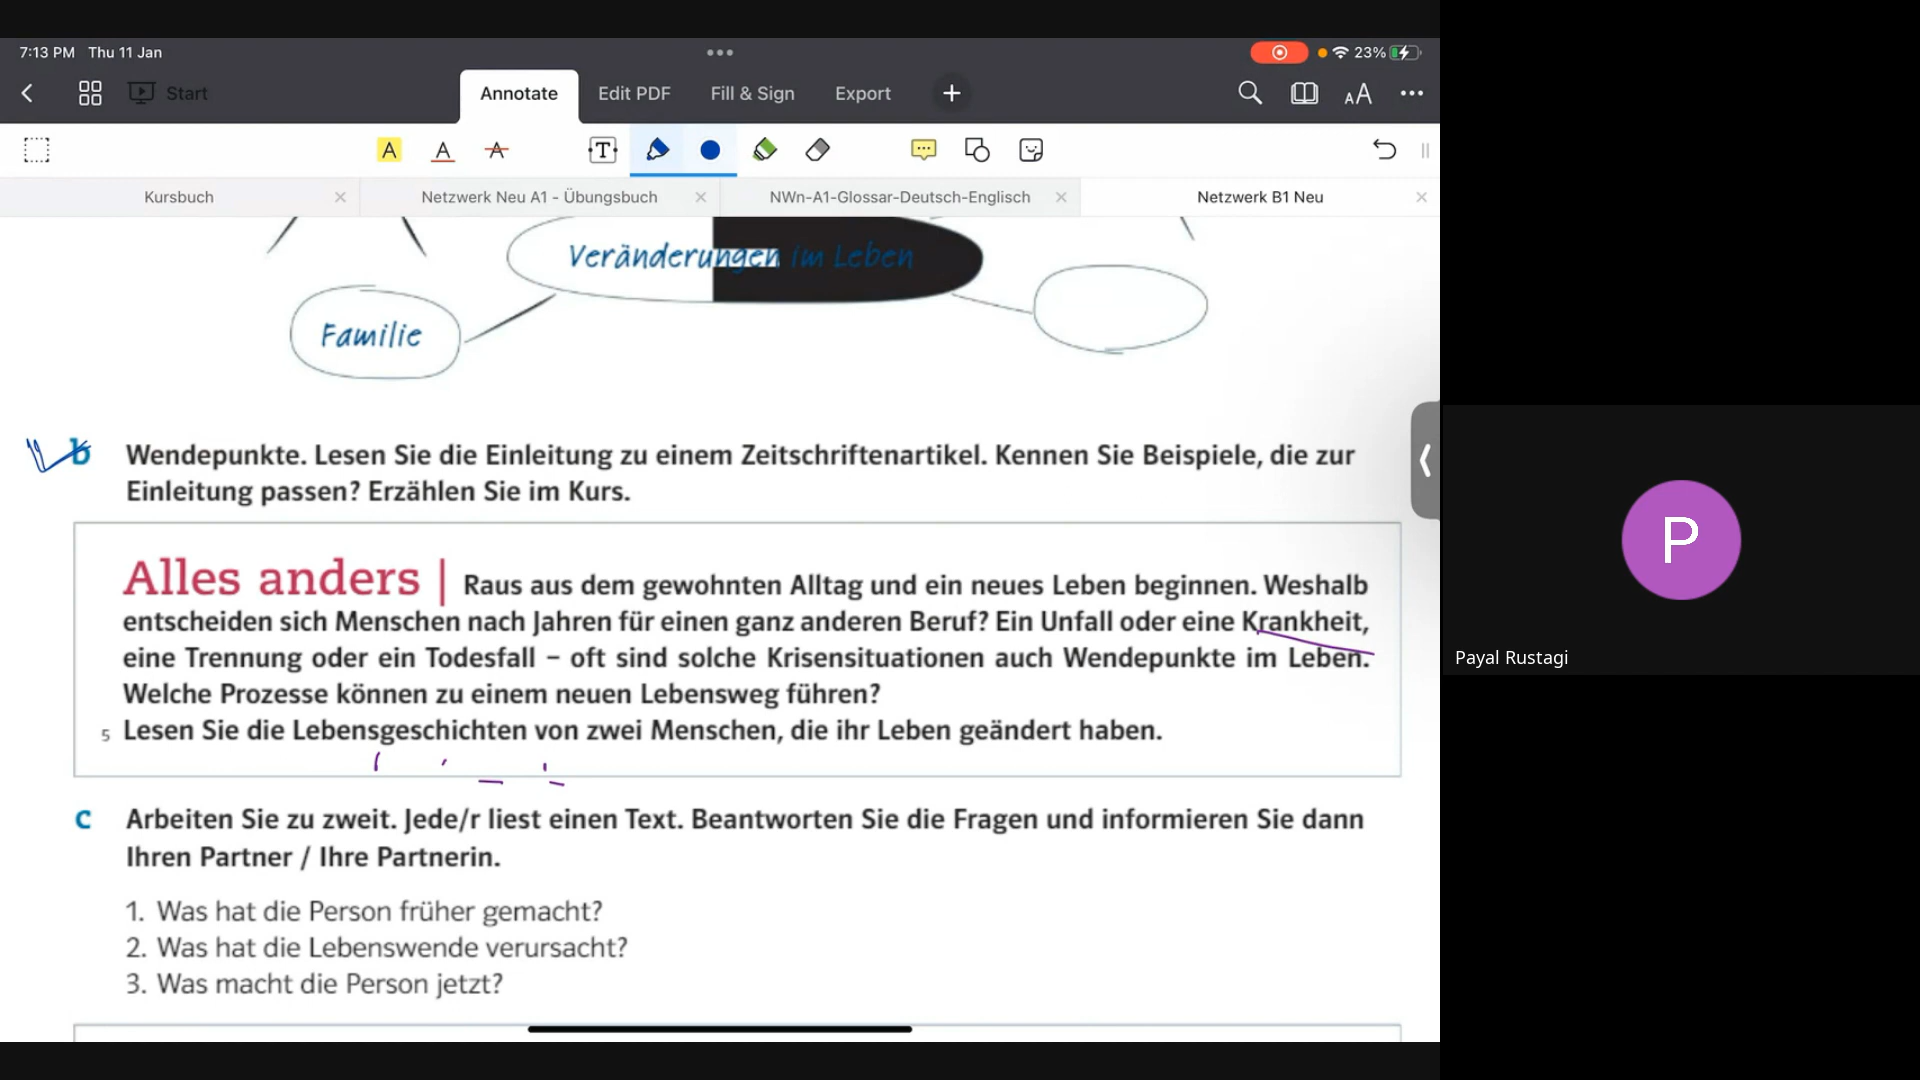 7:13 PM Thu 11 Jan
23%
Start
Annotate
Edit PDF
Fill & Sign
Export
Kursbuch
Netzwerk Neu A1 - Übungsbuch
NWn-A1-Glossar-Deutsch-Englisch
Netzwerk B1 Neu
Veränderungen im Leben
Familie
b Wendepunkte. Lesen Sie die Einleitung zu einem Zeitschriftenartikel. Kennen Sie Beispiele, die zur
Einleitung passen? Erzählen Sie im Kurs.
Alles anders | Raus aus dem gewohnten Alltag und ein neues Leben beginnen. Weshalb
entscheiden sich Menschen nach Jahren für einen ganz anderen Beruf? Ein Unfall oder eine Krankheit,
eine Trennung oder ein Todesfall – oft sind solche Krisensituationen auch Wendepunkte im Leben.
Welche Prozesse können zu einem neuen Lebensweg führen?
5 Lesen Sie die Lebensgeschichten von zwei Menschen, die ihr Leben geändert haben.
c Arbeiten Sie zu zweit. Jede/r liest einen Text. Beantworten Sie die Fragen und informieren Sie dann
Ihren Partner / Ihre Partnerin.
1. Was hat die Person früher gemacht?
2. Was hat die Lebenswende verursacht?
3. Was macht die Person jetzt?
P
Payal Rustagi